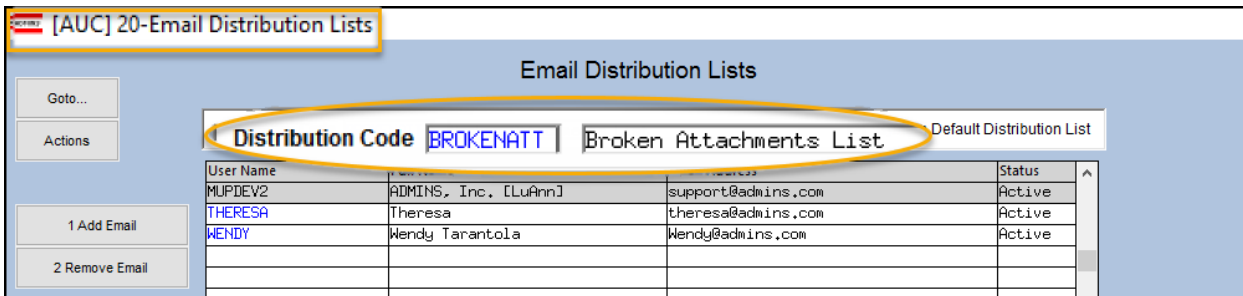 [AUC] 20-Email Distribution Lists
Email Distribution Lists
Goto...
Actions
Distribution Code BROKENATT Broken Attachments List Default Distribution List
User Name Status
MUPDEV2 ADMINS, Inc. [LuAnn] support@admins.com Active
THERESA Theresa theresa@admins.com Active
WENDY Wendy Tarantola Wendy@admins.com Active
1 Add Email
2 Remove Email